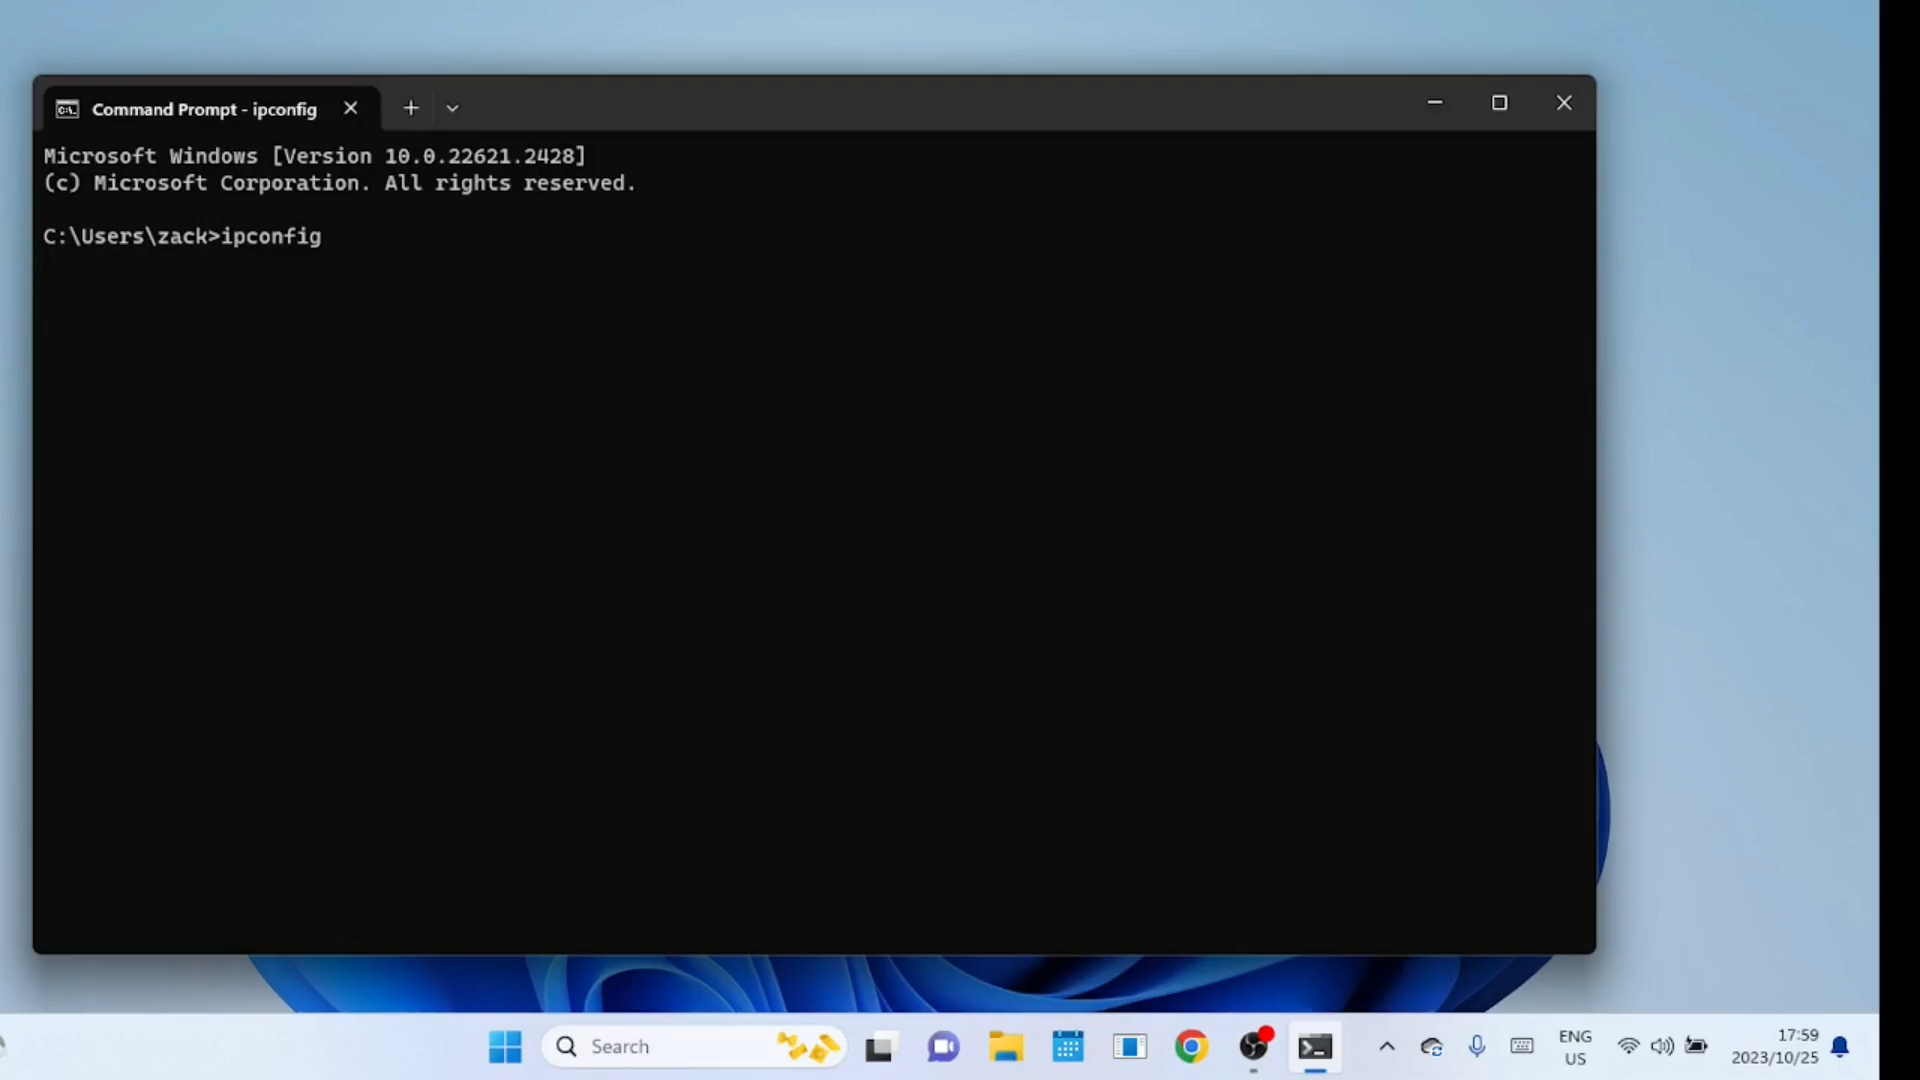 Command Prompt - ipconfig
Microsoft Windows [Version 10.0.22621.2428]
(c) Microsoft Corporation. All rights reserved.
C:\Users\zack>ipconfig
Search
ENG
US
17:59
2023/10/25